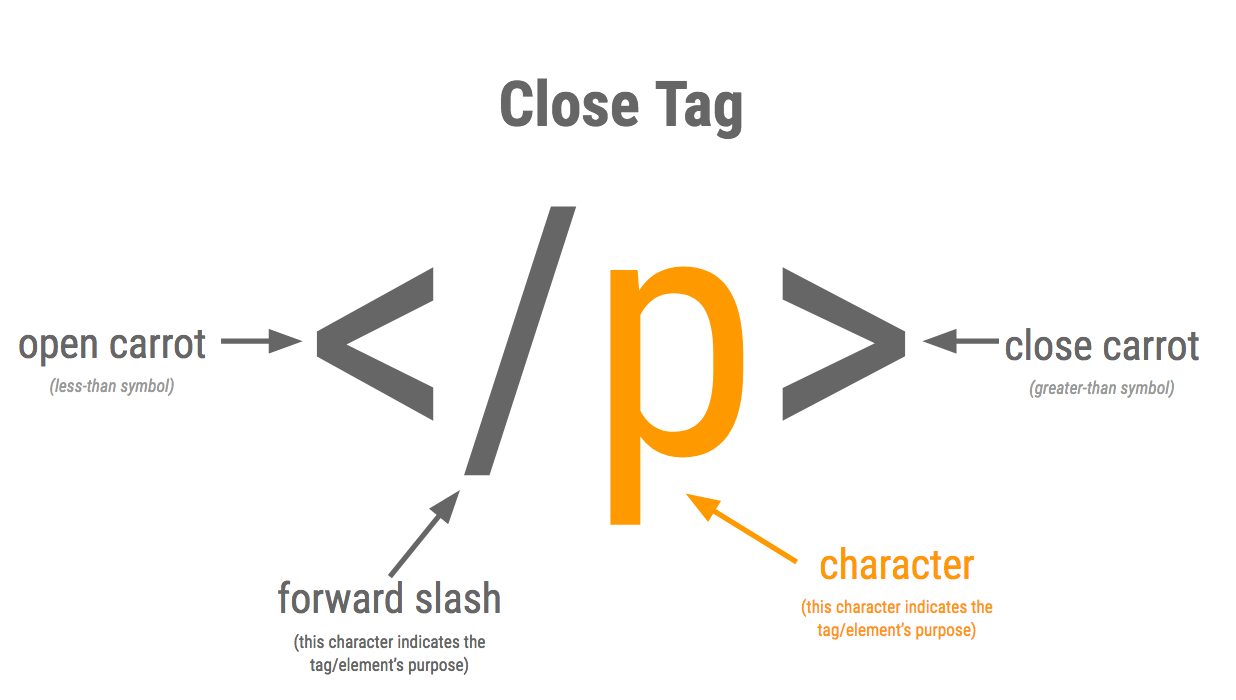 Close Tag
</p>
open carrot
(less-than symbol)
close carrot
(greater-than symbol)
forward slash
(this character indicates the
tag/element's purpose)
character
(this character indicates the
tag/element's purpose)